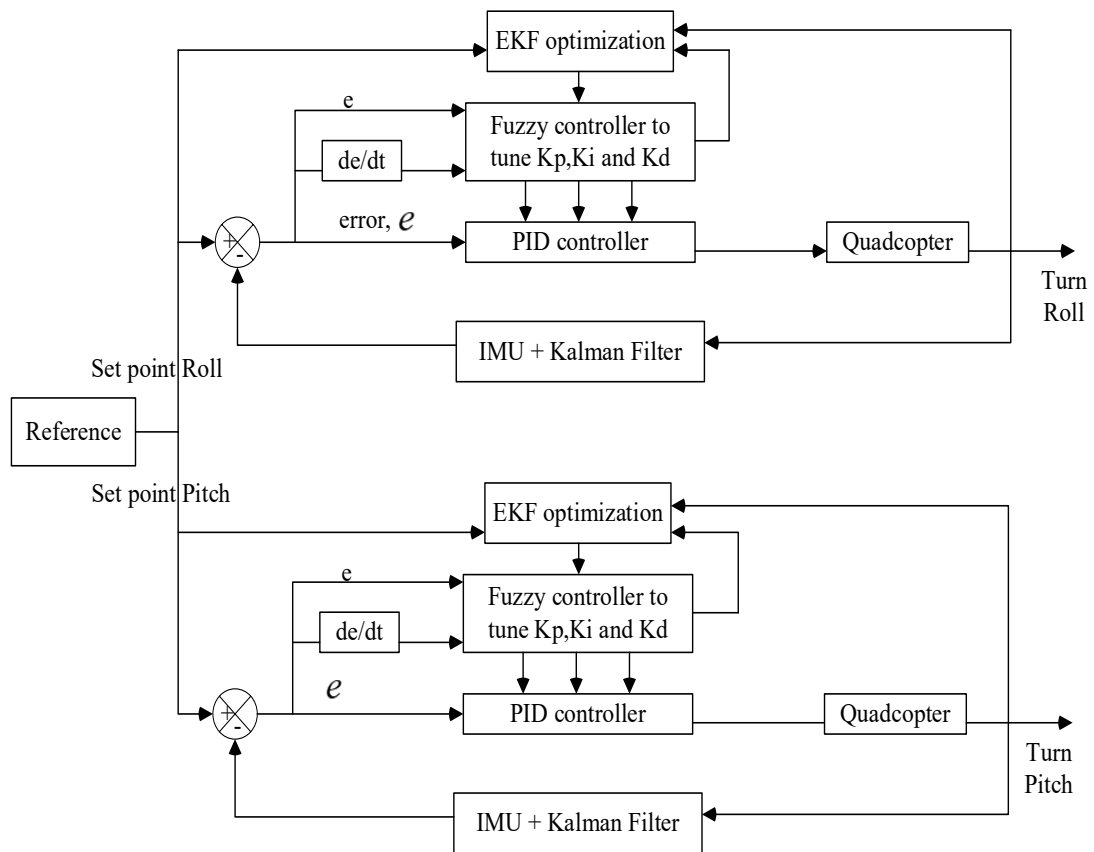 EKF optimization
e
Fuzzy controller to
tune Kp,Ki and Kd
de/dt
error, e
+
-
PID controller
Quadcopter
Turn
Roll
IMU + Kalman Filter
Set point Roll
Reference
Set point Pitch
EKF optimization
e
Fuzzy controller to
tune Kp,Ki and Kd
de/dt
e
+
-
PID controller
Quadcopter
Turn
Pitch
IMU + Kalman Filter